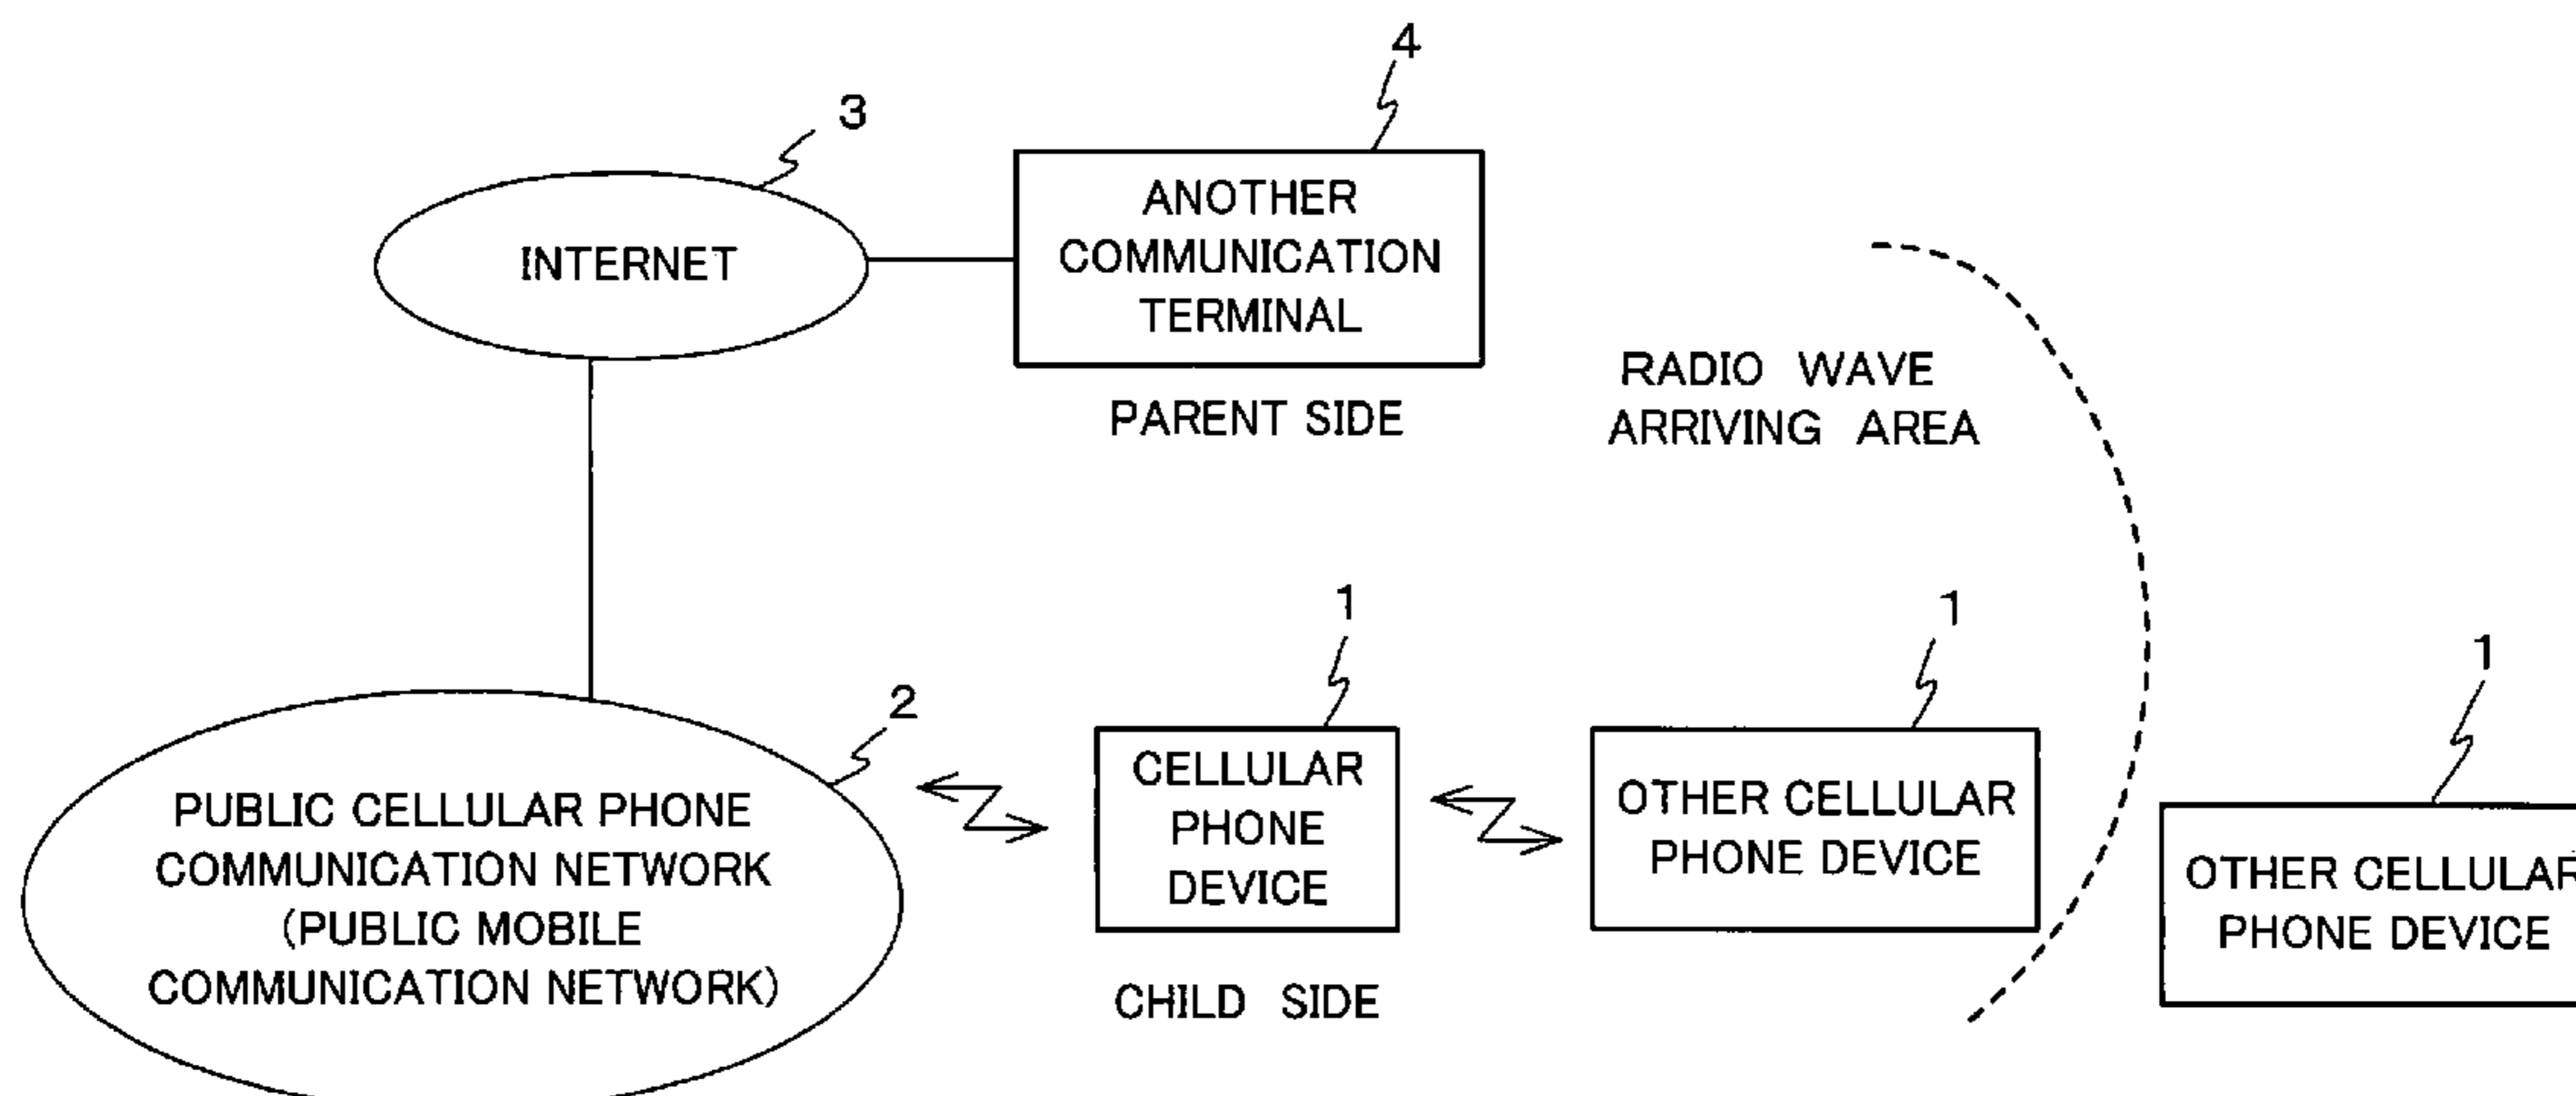 4
3
ANOTHER
COMMUNICATION
TERMINAL
INTERNET
PARENT SIDE
RADIO WAVE
ARRIVING AREA
1
1
1
2
CELLULAR
PHONE
DEVICE
OTHER CELLULAR
PHONE DEVICE
OTHER CELLULAR
PHONE DEVICE
PUBLIC CELLULAR PHONE
COMMUNICATION NETWORK
(PUBLIC MOBILE
COMMUNICATION NETWORK)
CHILD SIDE